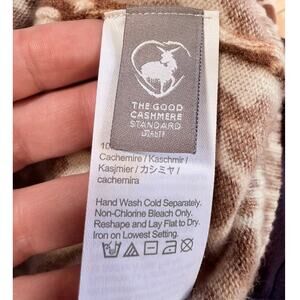 THE GOOD
CASHMERE
STANDARD
10
Cachemire / Kaschmir /
Kasjmier / カシミヤ /
cachemira
Hand Wash Cold Separately.
Non-Chlorine Bleach Only.
Reshape and Lay Flat to Dry.
Iron on Lowest Setting.